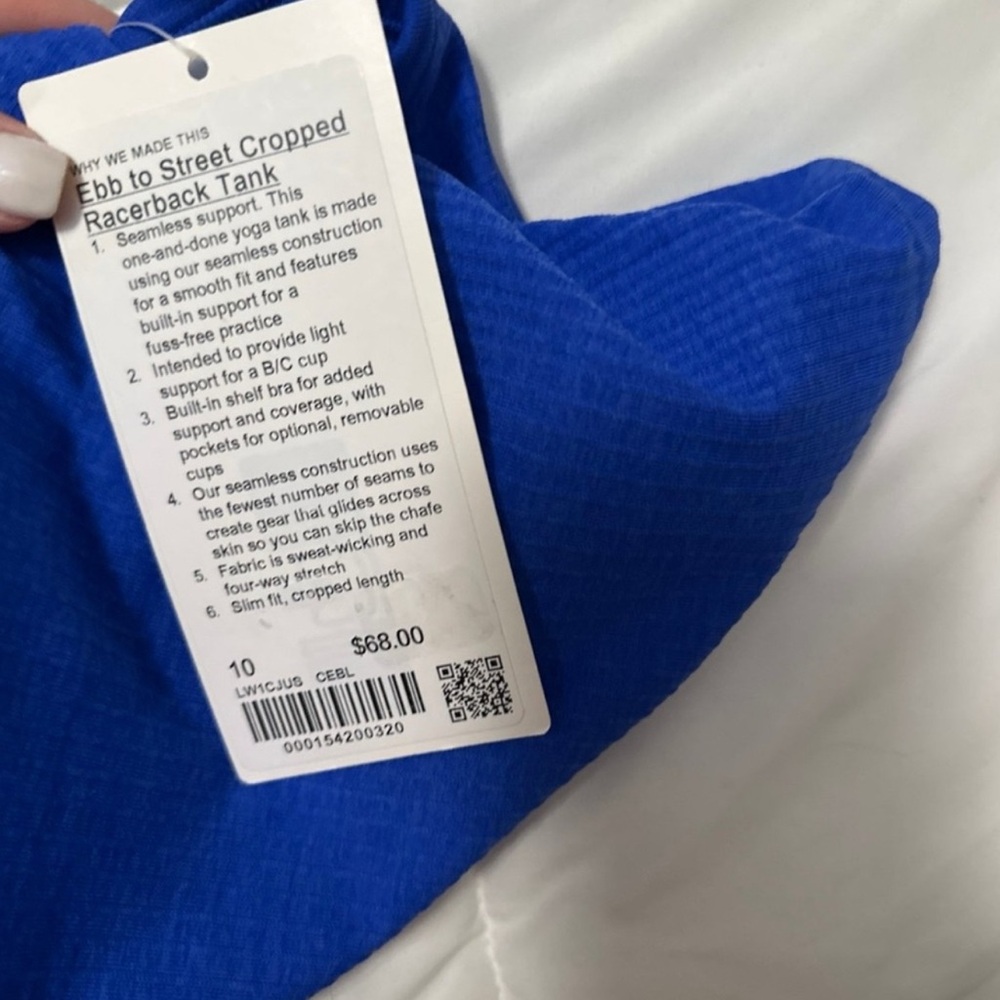 WHY WE MADE THIS
Ebb to Street Cropped
Racerback Tank
1. Seamless support. This
one-and-done yoga tank is made
using our seamless construction
for a smooth fit and features
built-in support for a
fuss-free practice
2. Intended to provide light
support for a B/C cup
3. Built-in shelf bra for added
support and coverage, with
pockets for optional, removable
cups
4. Our seamless construction uses
the fewest number of seams to
create gear that glides across
skin so you can skip the chafe
5. Fabric is sweat-wicking and
four-way stretch
6. Slim fit, cropped length
10 $68.00
LW1CJUS CEBL
000154200320